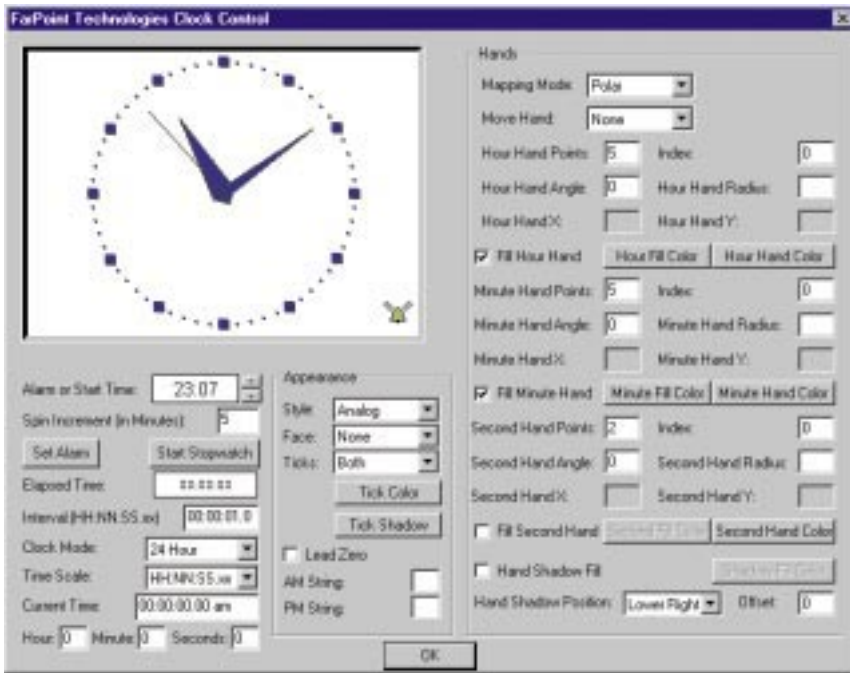 FarPoint Technologies Clock Control
Hands
Mapping Mode: Polar
Move Hand: None
Hour Hand Points: 5 Index: 0
Hour Hand Angle: 0 Hour Hand Radius:
Hour Hand X: Hour Hand Y:
Fill Hour Hand Hour Fill Color Hour Hand Color
Minute Hand Points: 5 Index: 0
Minute Hand Angle: 0 Minute Hand Radius:
Minute Hand X: Minute Hand Y:
Fill Minute Hand Minute Fill Color Minute Hand Color
Second Hand Points: 2 Index: 0
Second Hand Angle: 0 Second Hand Radius:
Second Hand X: Second Hand Y:
Fill Second Hand Second Fill Color Second Hand Color
Hand Shadow Fill
Hand Shadow Position: Lower Right Offset: 0
Alarm or Start Time: 23:07
Spin Increment (in Minutes): 5
Set Alarm Start Stopwatch
Elapsed Time: 00:00:00
Interval (HH:NN:SS.xx) 00:00:01.0
Clock Mode: 24 Hour
Time Scale: HH:NN:SS.xx
Current Time: 00:00:00.00 am
Hour: 0 Minute: 0 Seconds: 0
Appearance
Style: Analog
Face: None
Ticks: Both
Tick Color
Tick Shadow
Lead Zero
AM String:
PM String:
OK